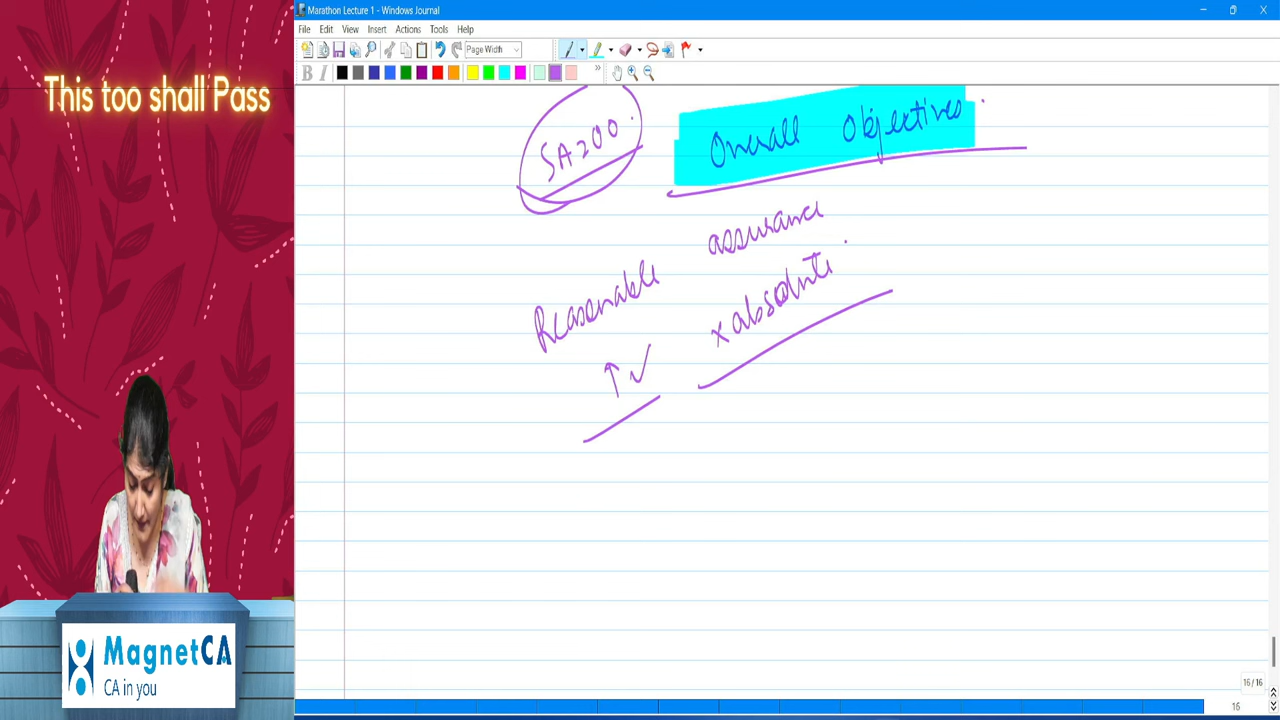 This too shall Pass
Marathon Lecture 1 - Windows Journal
File Edit View Insert Actions Tools Help
Page Width
B I
SA200.
Overall Objectives.
Reasonable assurance
x absolute.
↑ ✓
MagnetCA
CA in you
16 / 16
16